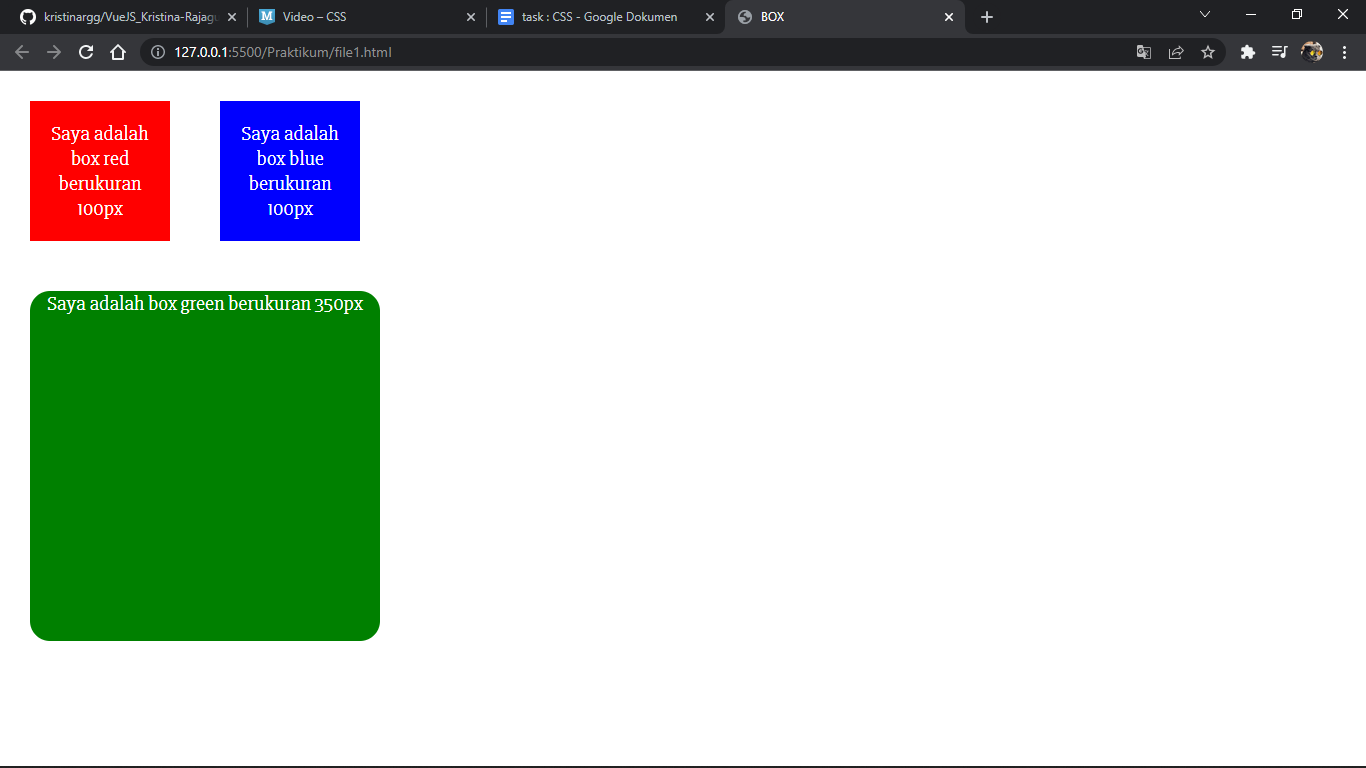 kristinargg/VueJS_Kristina-Rajagu
Video – CSS
task : CSS - Google Dokumen
BOX
127.0.0.1:5500/Praktikum/file1.html
Saya adalah
box red
berukuran
100px
Saya adalah
box blue
berukuran
100px
Saya adalah box green berukuran 350px